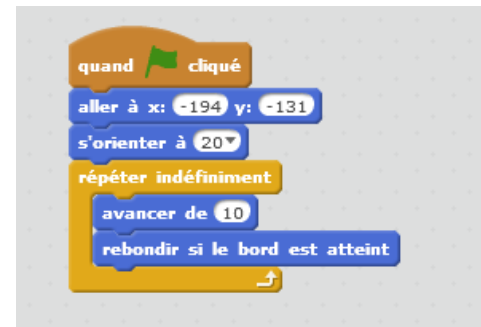 quand cliqué
aller à x: -194 y: -131
s'orienter à 20
répéter indéfiniment
avancer de 10
rebondir si le bord est atteint